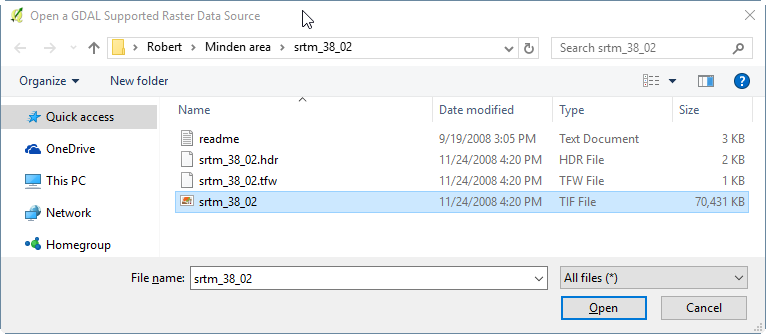 Open a GDAL Supported Raster Data Source
Robert > Minden area > srtm_38_02
Search srtm_38_02
Organize New folder
Name Date modified Type Size
Quick access
OneDrive
This PC
Network
Homegroup
readme 9/19/2008 3:05 PM Text Document 3 KB
srtm_38_02.hdr 11/24/2008 4:20 PM HDR File 2 KB
srtm_38_02.tfw 11/24/2008 4:20 PM TFW File 1 KB
srtm_38_02 11/24/2008 4:20 PM TIF File 70,431 KB
File name: srtm_38_02 All files (*)
Open Cancel